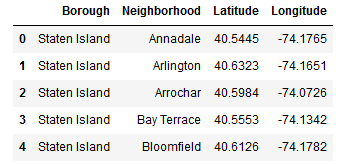 Borough Neighborhood Latitude Longitude
0 Staten Island Annadale 40.5445 -74.1765
1 Staten Island Arlington 40.6323 -74.1651
2 Staten Island Arrochar 40.5984 -74.0726
3 Staten Island Bay Terrace 40.5553 -74.1342
4 Staten Island Bloomfield 40.6126 -74.1782